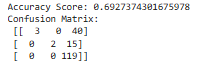 Accuracy Score: 0.6927374301675978
Confusion Matrix:
[[ 3 0 40]
[ 0 2 15]
[ 0 0 119]]